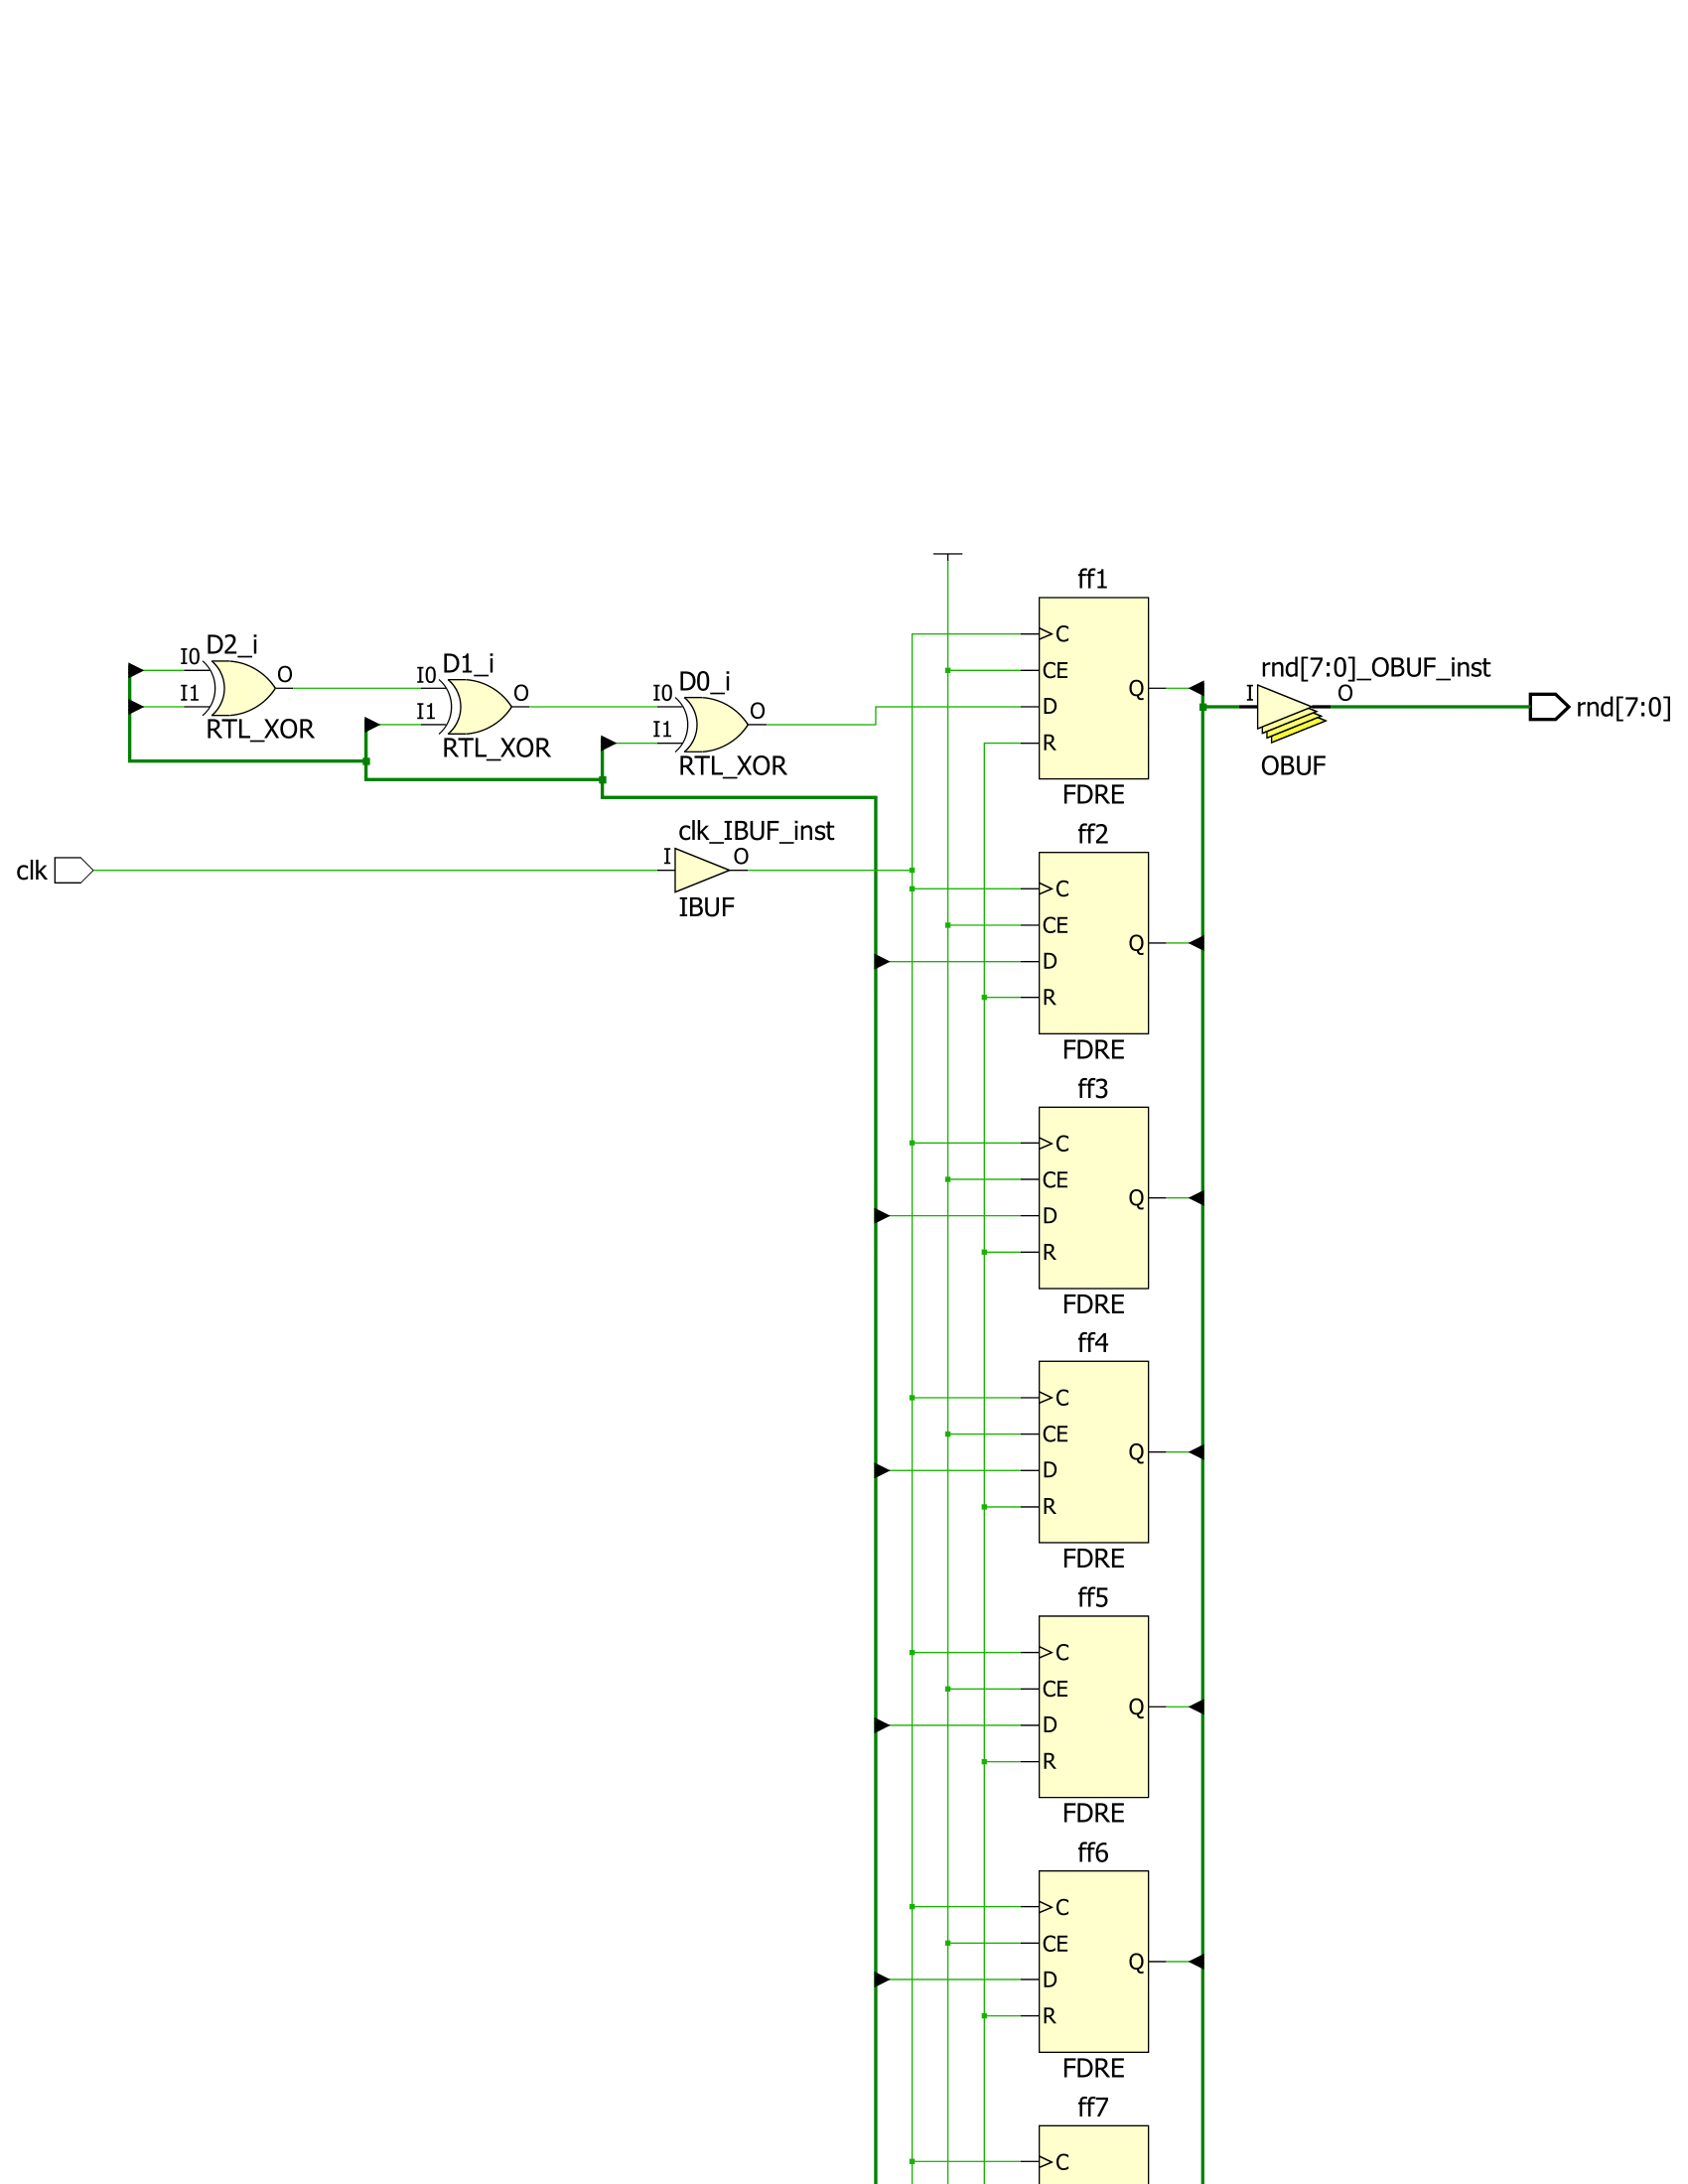 ff1
C
CE
D
R
Q
FDRE
D2_i
I0
I1
O
RTL_XOR
D1_i
I0
I1
O
RTL_XOR
D0_i
I0
I1
O
RTL_XOR
rnd[7:0]_OBUF_inst
I
O
OBUF
rnd[7:0]
clk
clk_IBUF_inst
I
O
IBUF
ff2
C
CE
D
R
Q
FDRE
ff3
C
CE
D
R
Q
FDRE
ff4
C
CE
D
R
Q
FDRE
ff5
C
CE
D
R
Q
FDRE
ff6
C
CE
D
R
Q
FDRE
ff7
C